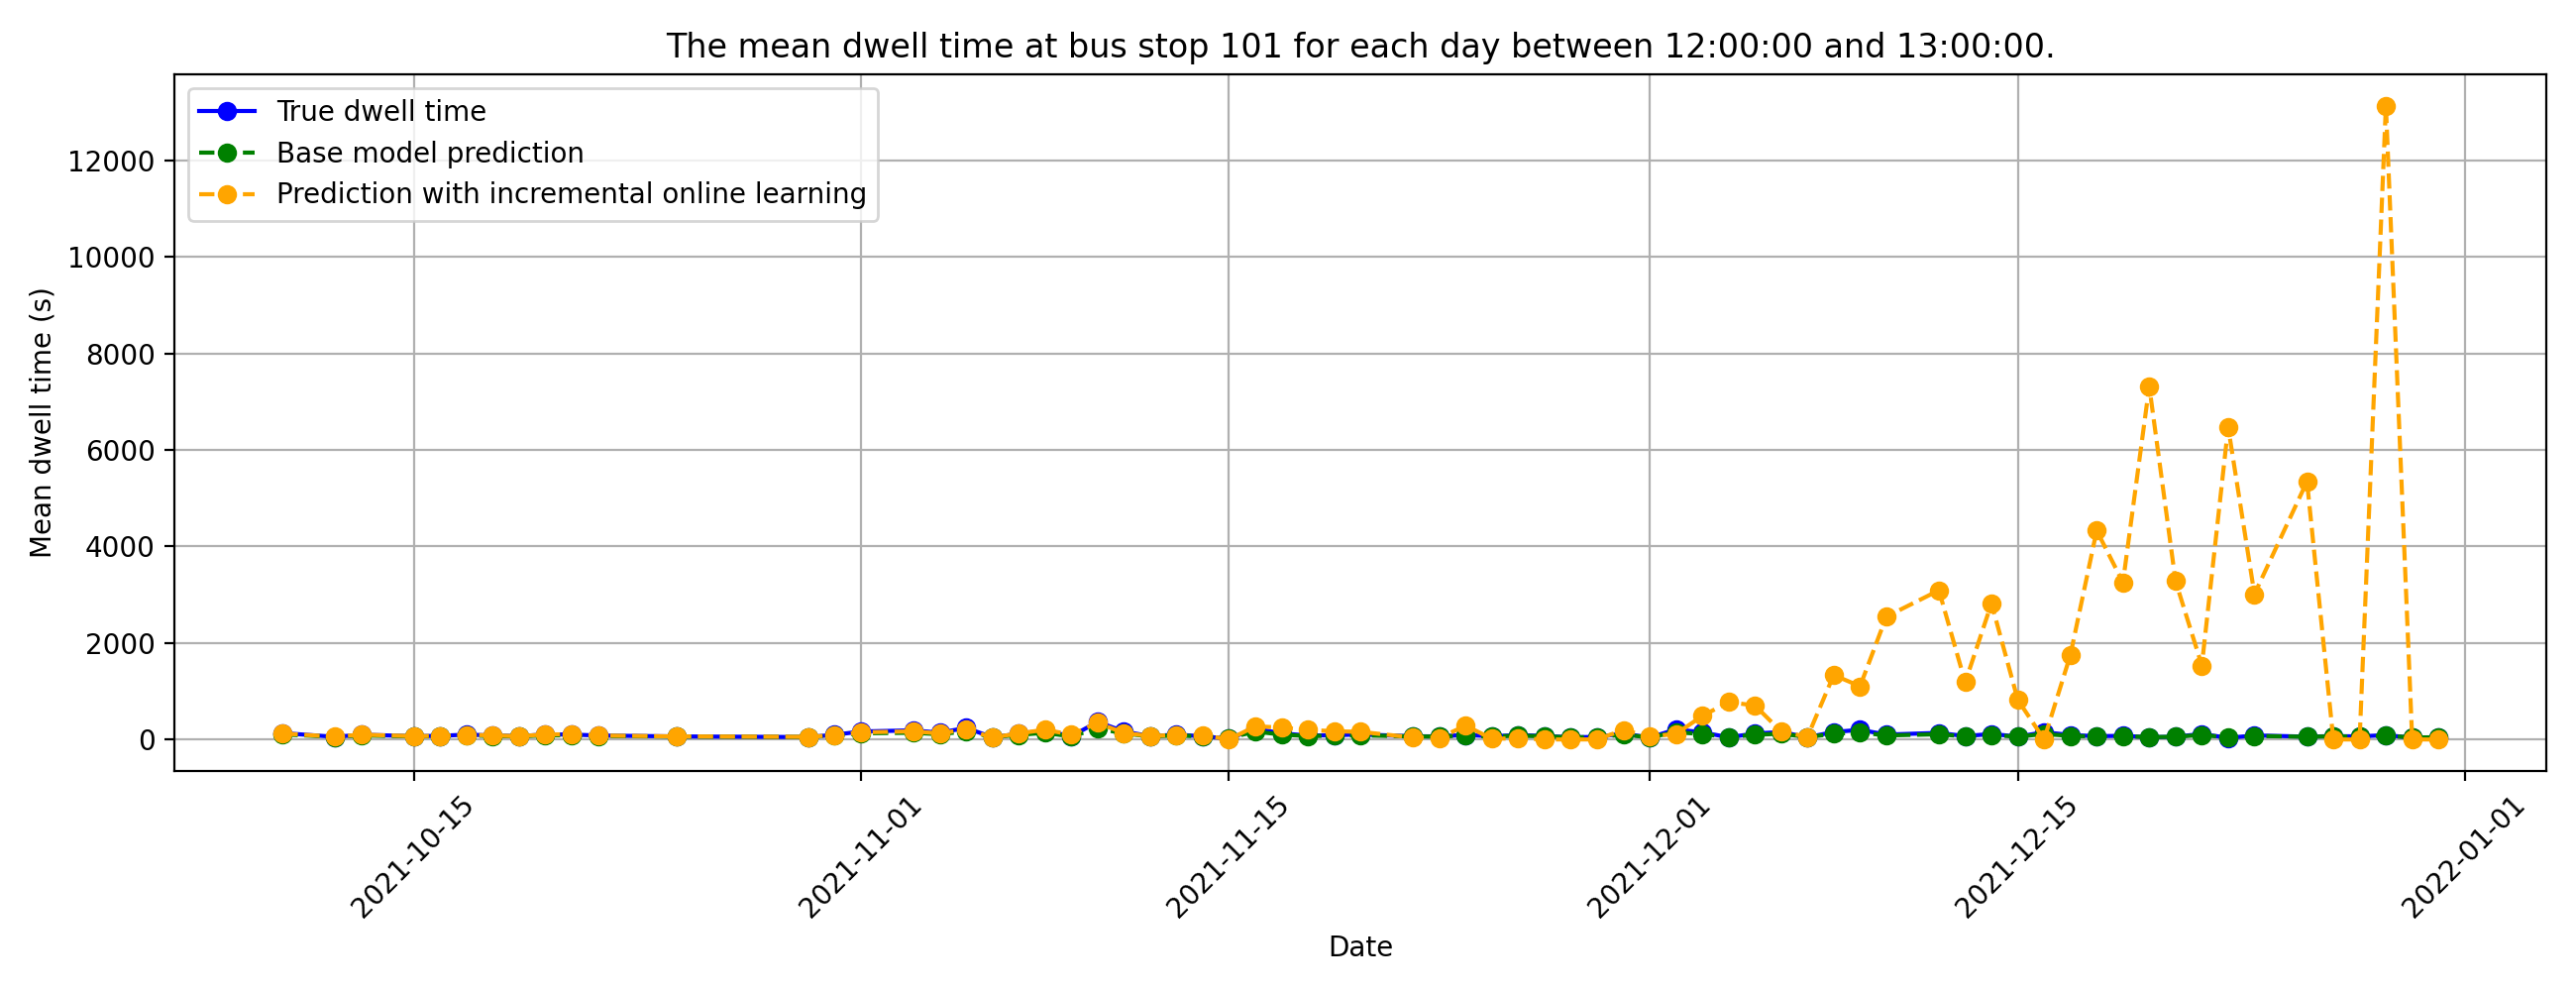 The mean dwell time at bus stop 101 for each day between 12:00:00 and 13:00:00.
True dwell time
Base model prediction
Prediction with incremental online learning
Mean dwell time (s)
12000
10000
8000
6000
4000
2000
0
2021-10-15
2021-11-01
2021-11-15
2021-12-01
2021-12-15
2022-01-01
Date